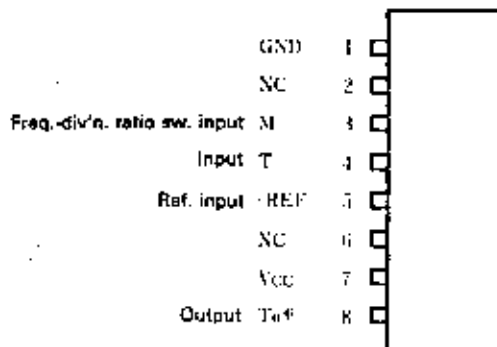 GND 1
NC 2
Freq.-div'n. ratio sw. input M 3
Input T 4
Ref. input REF 5
NC 6
Vcc 7
Output 8